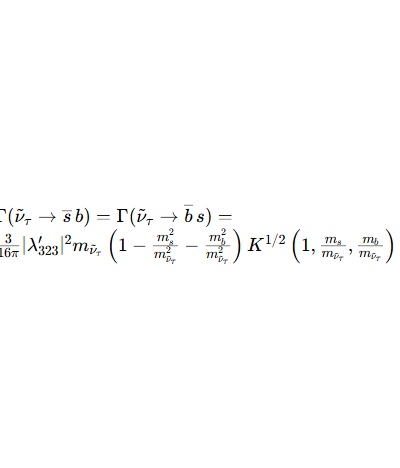 Γ(ν̃_τ → s̅ b) = Γ(ν̃_τ → b̅ s) =
3/16π |λ′_323|² m_ν̃_τ (1 − m_s²/m_ν̃_τ² − m_b²/m_ν̃_τ²) K^{1/2} (1, m_s/m_ν̃_τ, m_b/m_ν̃_τ)